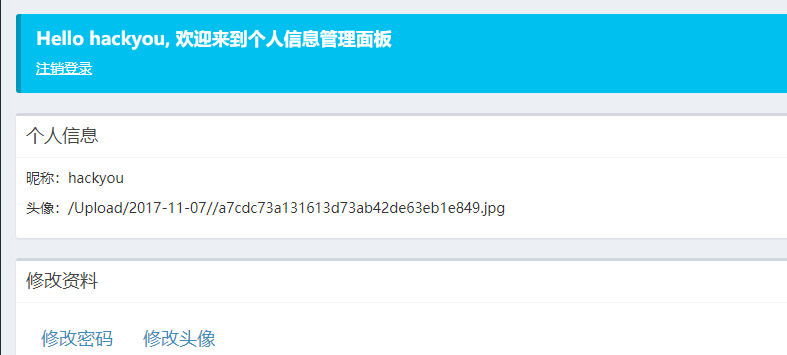 Hello hackyou, 欢迎来到个人信息管理面板
注销登录
个人信息
昵称：hackyou
头像：/Upload/2017-11-07//a7cdc73a131613d73ab42de63eb1e849.jpg
修改资料
修改密码 修改头像